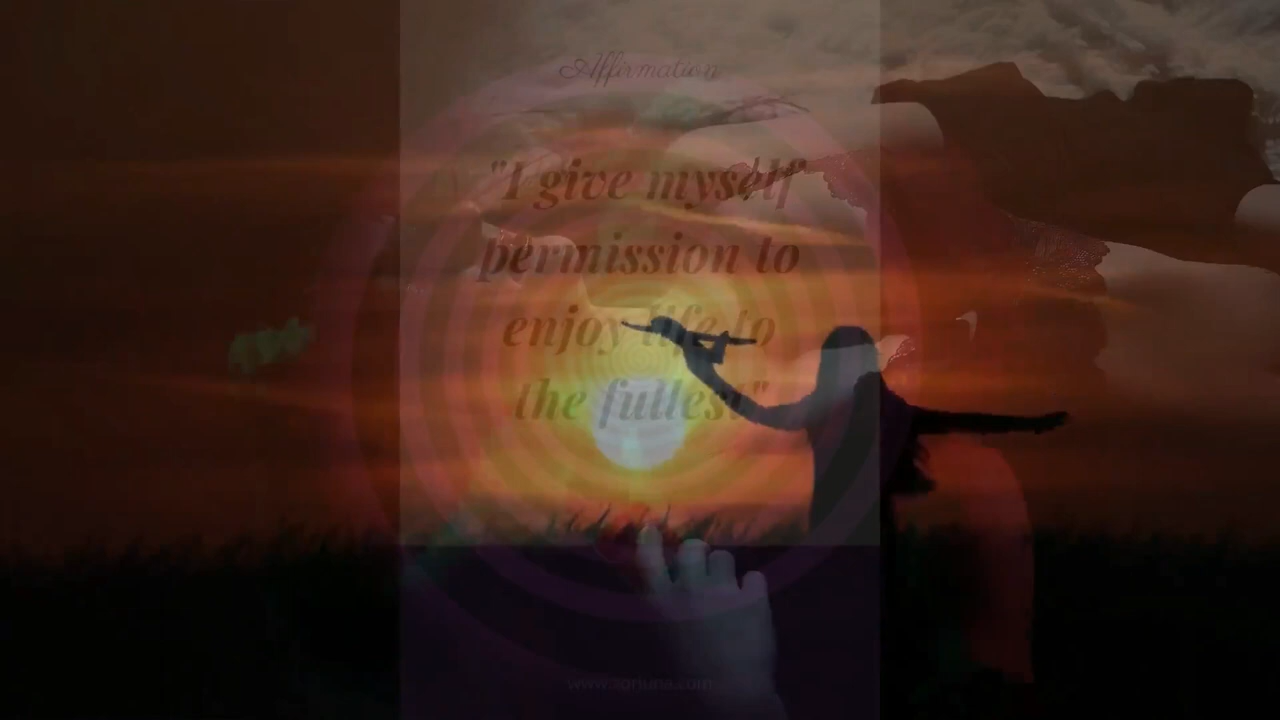 Affirmation
"I give myself
permission to
enjoy life to
the fullest"